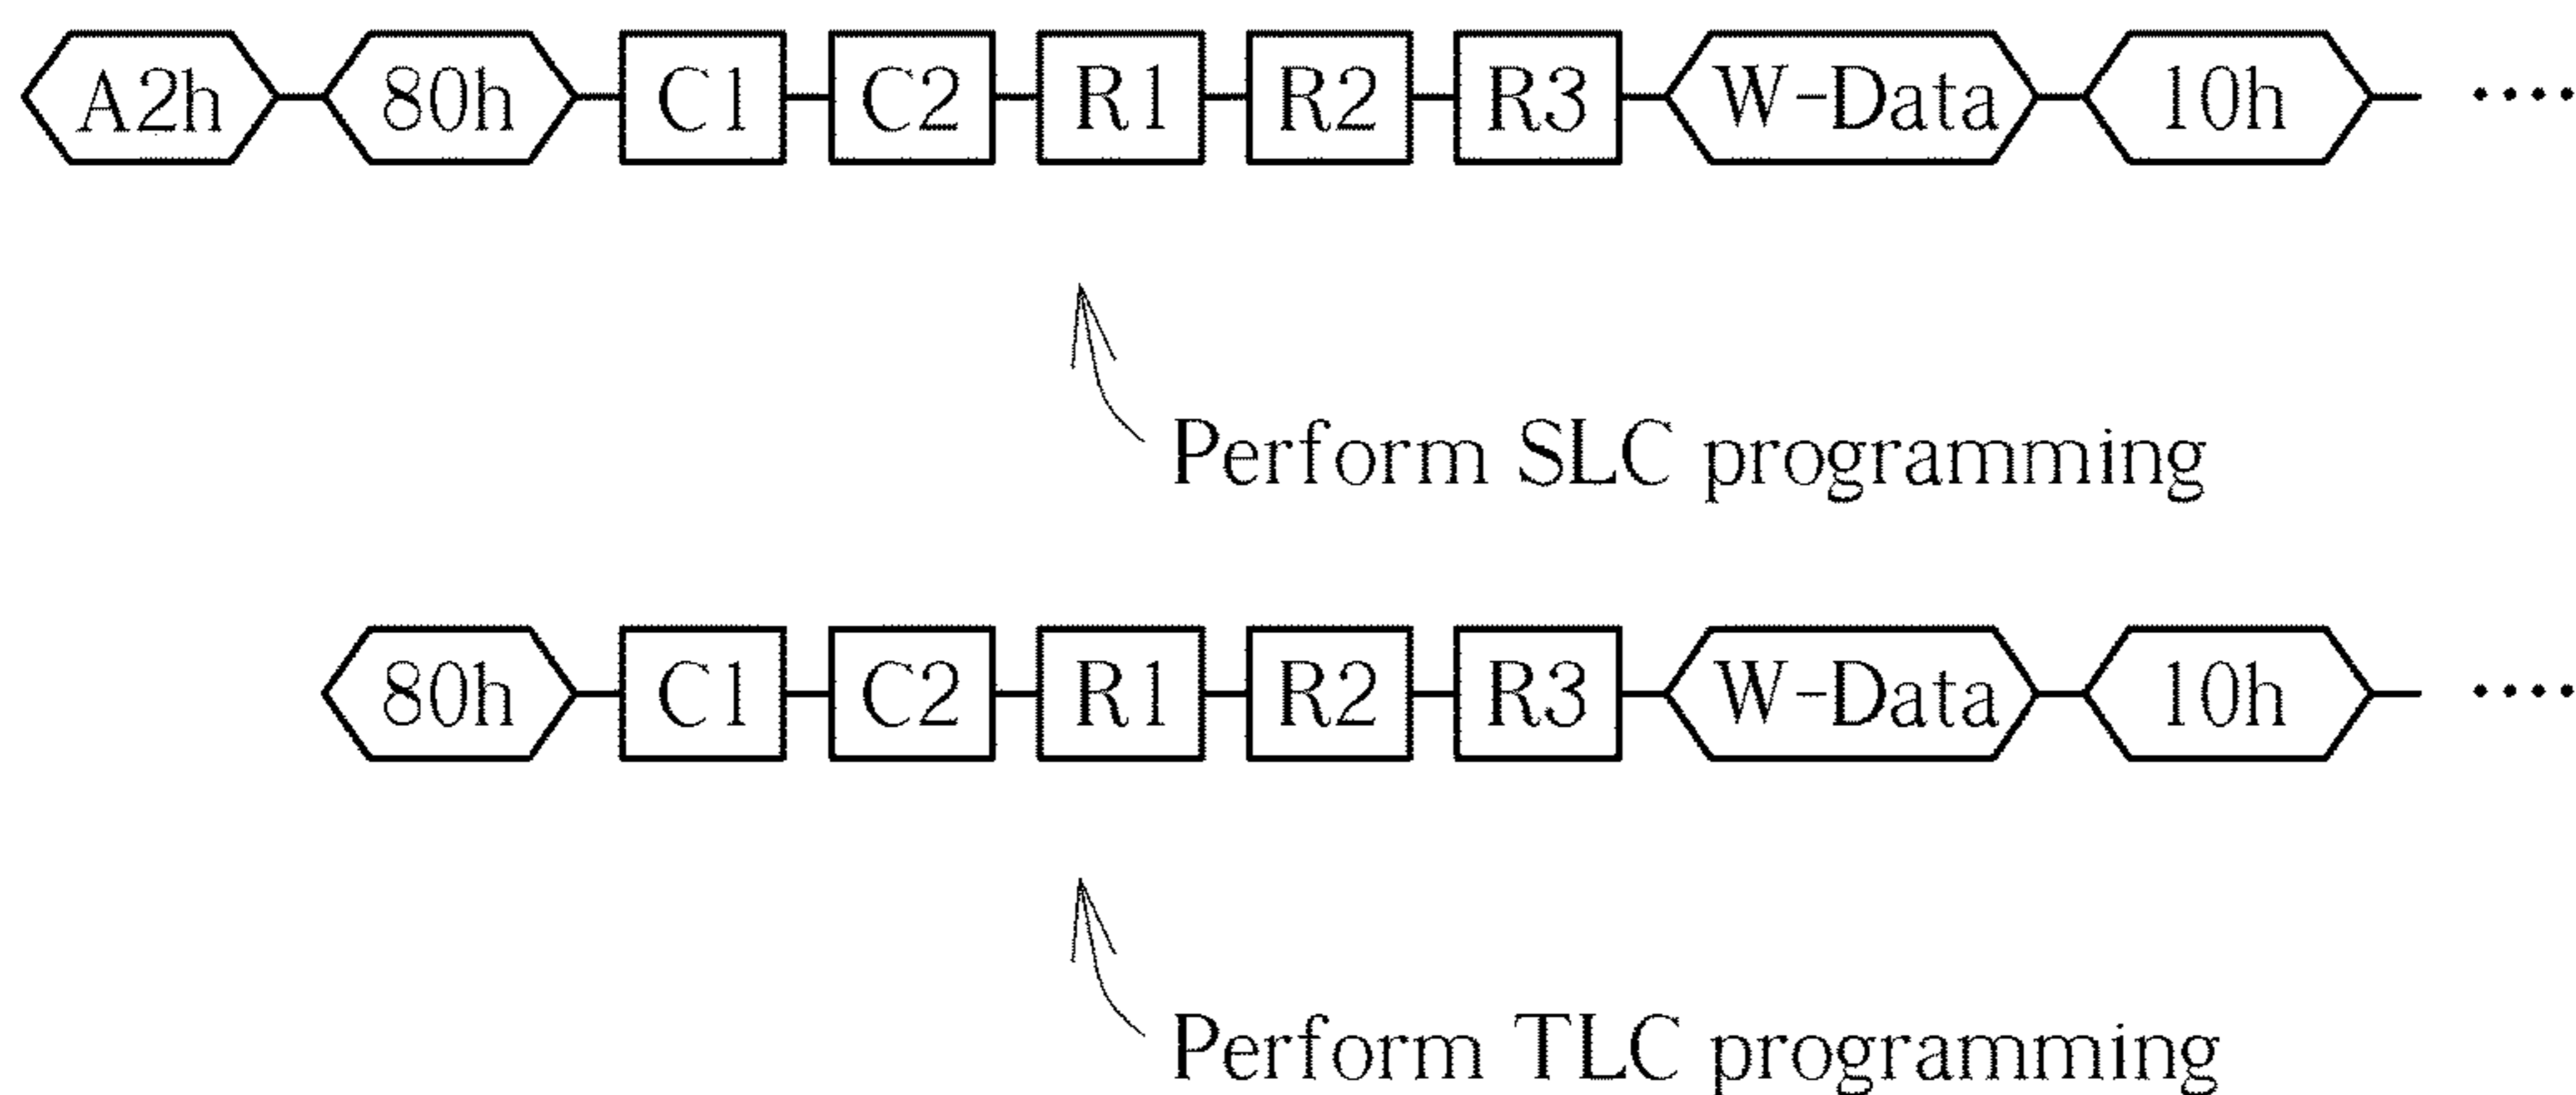 A2h 80h C1 C2 R1 R2 R3 W-Data 10h ....
Perform SLC programming
80h C1 C2 R1 R2 R3 W-Data 10h ....
Perform TLC programming